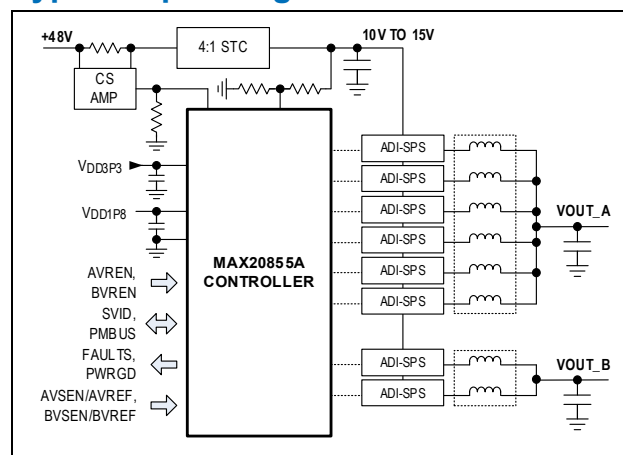 +48V
4:1 STC
10V TO 15V
CS
AMP
ADI-SPS
ADI-SPS
ADI-SPS
ADI-SPS
ADI-SPS
ADI-SPS
VOUT_A
VDD3P3
VDD1P8
MAX20855A
CONTROLLER
AVREN,
BVREN
SVID,
PMBUS
FAULTS,
PWRGD
AVSEN/AVREF,
BVSEN/BVREF
ADI-SPS
ADI-SPS
VOUT_B